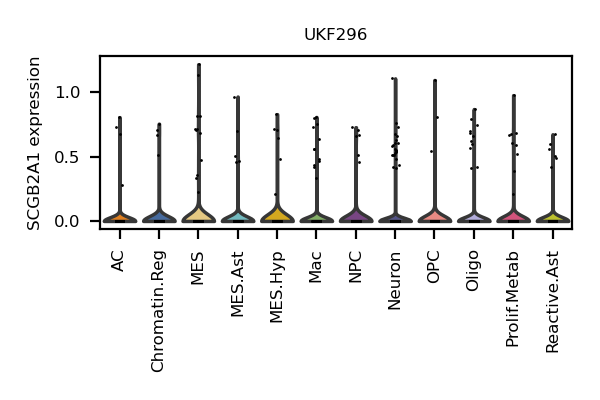 UKF296
SCGB2A1 expression
1.0
0.5
0.0
AC
Chromatin.Reg
MES
MES.Ast
MES.Hyp
Mac
NPC
Neuron
OPC
Oligo
Prolif.Metab
Reactive.Ast